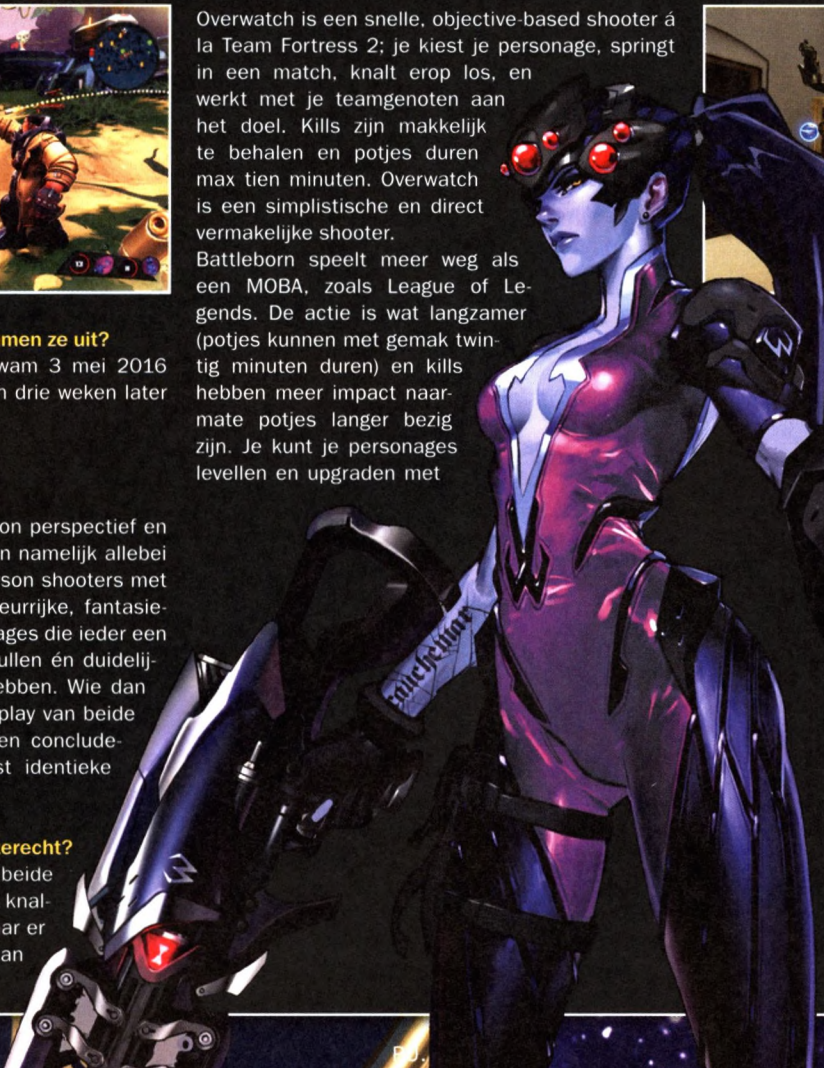 men ze uit?
wam 3 mei 2016
n drie weken later
on perspectief en
n namelijk allebei
son shooters met
eurrijke, fantasie-
ages die ieder een
ullen én duidelij-
ebben. Wie dan
play van beide
en conclude-
st identieke
erecht?
beide
knal-
ar er
an
Overwatch is een snelle, objective-based shooter á
la Team Fortress 2; je kiest je personage, springt
in een match, knalt erop los, en
werkt met je teamgenoten aan
het doel. Kills zijn makkelijk
te behalen en potjes duren
max tien minuten. Overwatch
is een simplistische en direct
vermakelijke shooter.
Battleborn speelt meer weg als
een MOBA, zoals League of Le-
gends. De actie is wat langzamer
(potjes kunnen met gemak twin-
tig minuten duren) en kills
hebben meer impact naar-
mate potjes langer bezig
zijn. Je kunt je personages
levellen en upgraden met
cauchemar